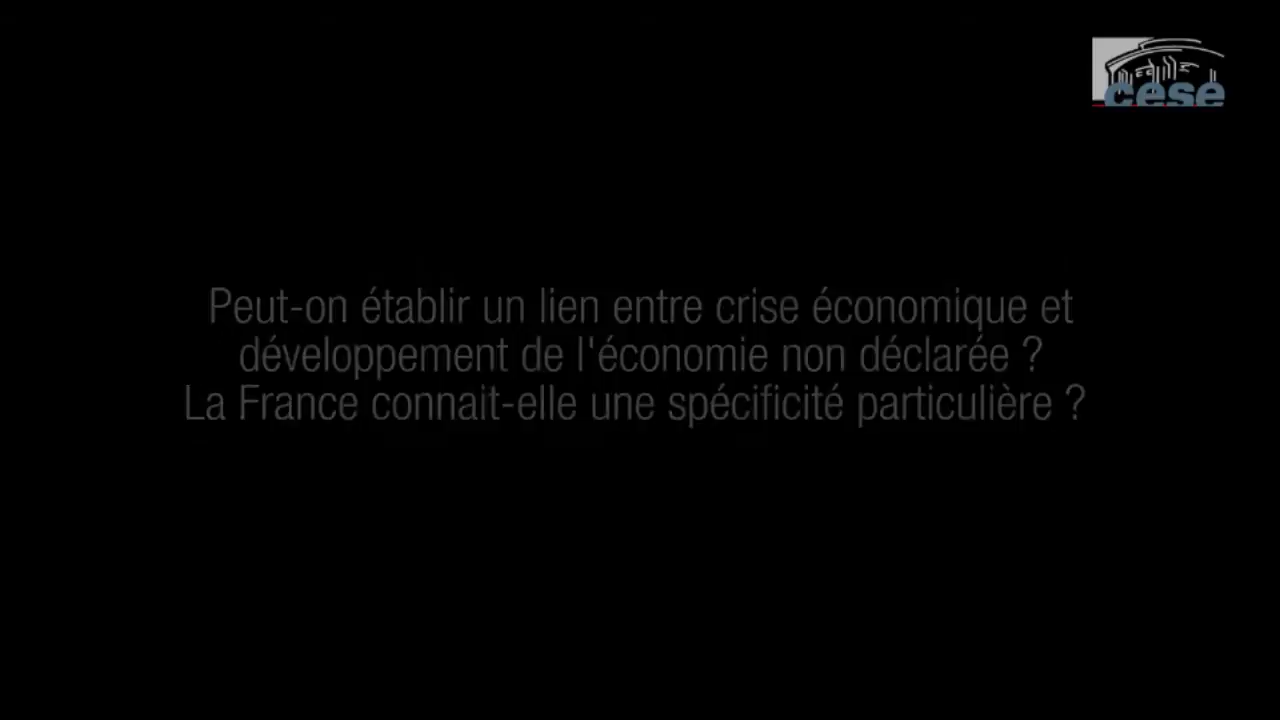 cese
Peut-on établir un lien entre crise économique et
développement de l'économie non déclarée ?
La France connait-elle une spécificité particulière ?